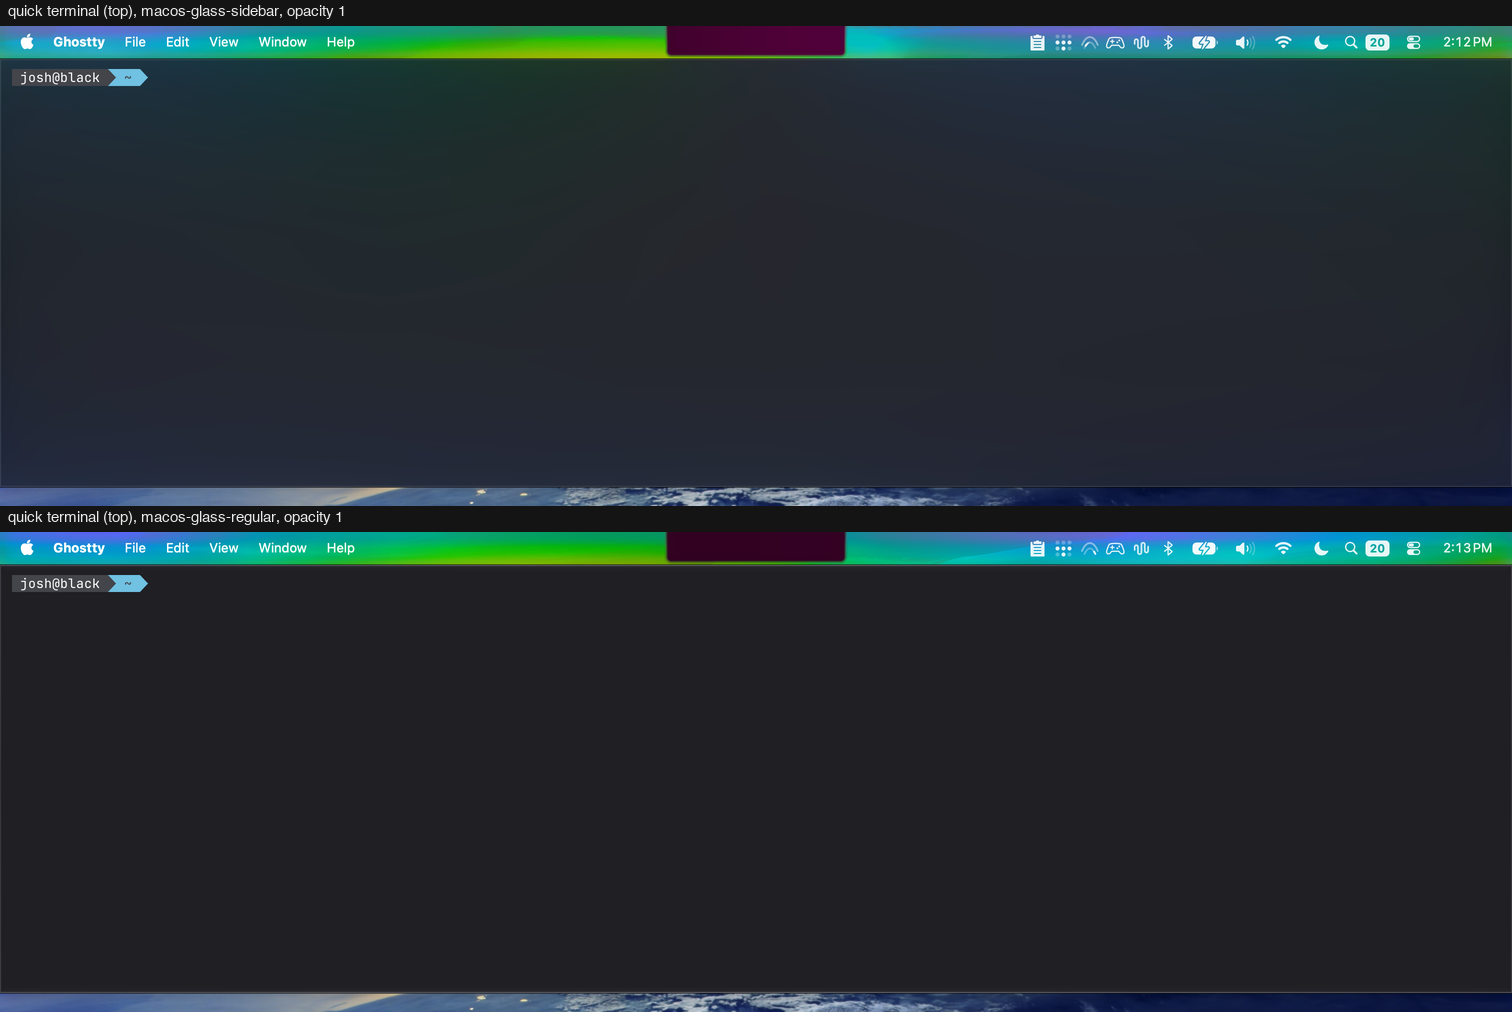 quick terminal (top), macos-glass-sidebar, opacity 1
Ghostty File Edit View Window Help 20 2:12 PM
josh@black ~
quick terminal (top), macos-glass-regular, opacity 1
Ghostty File Edit View Window Help 20 2:13 PM
josh@black ~